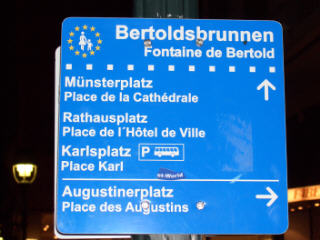 Bertoldsbrunnen
Fontaine de Bertold
Münsterplatz
Place de la Cathédrale
Rathausplatz
Place de l´Hôtel de Ville
Karlsplatz P
Place Karl
Augustinerplatz
Place des Augustins